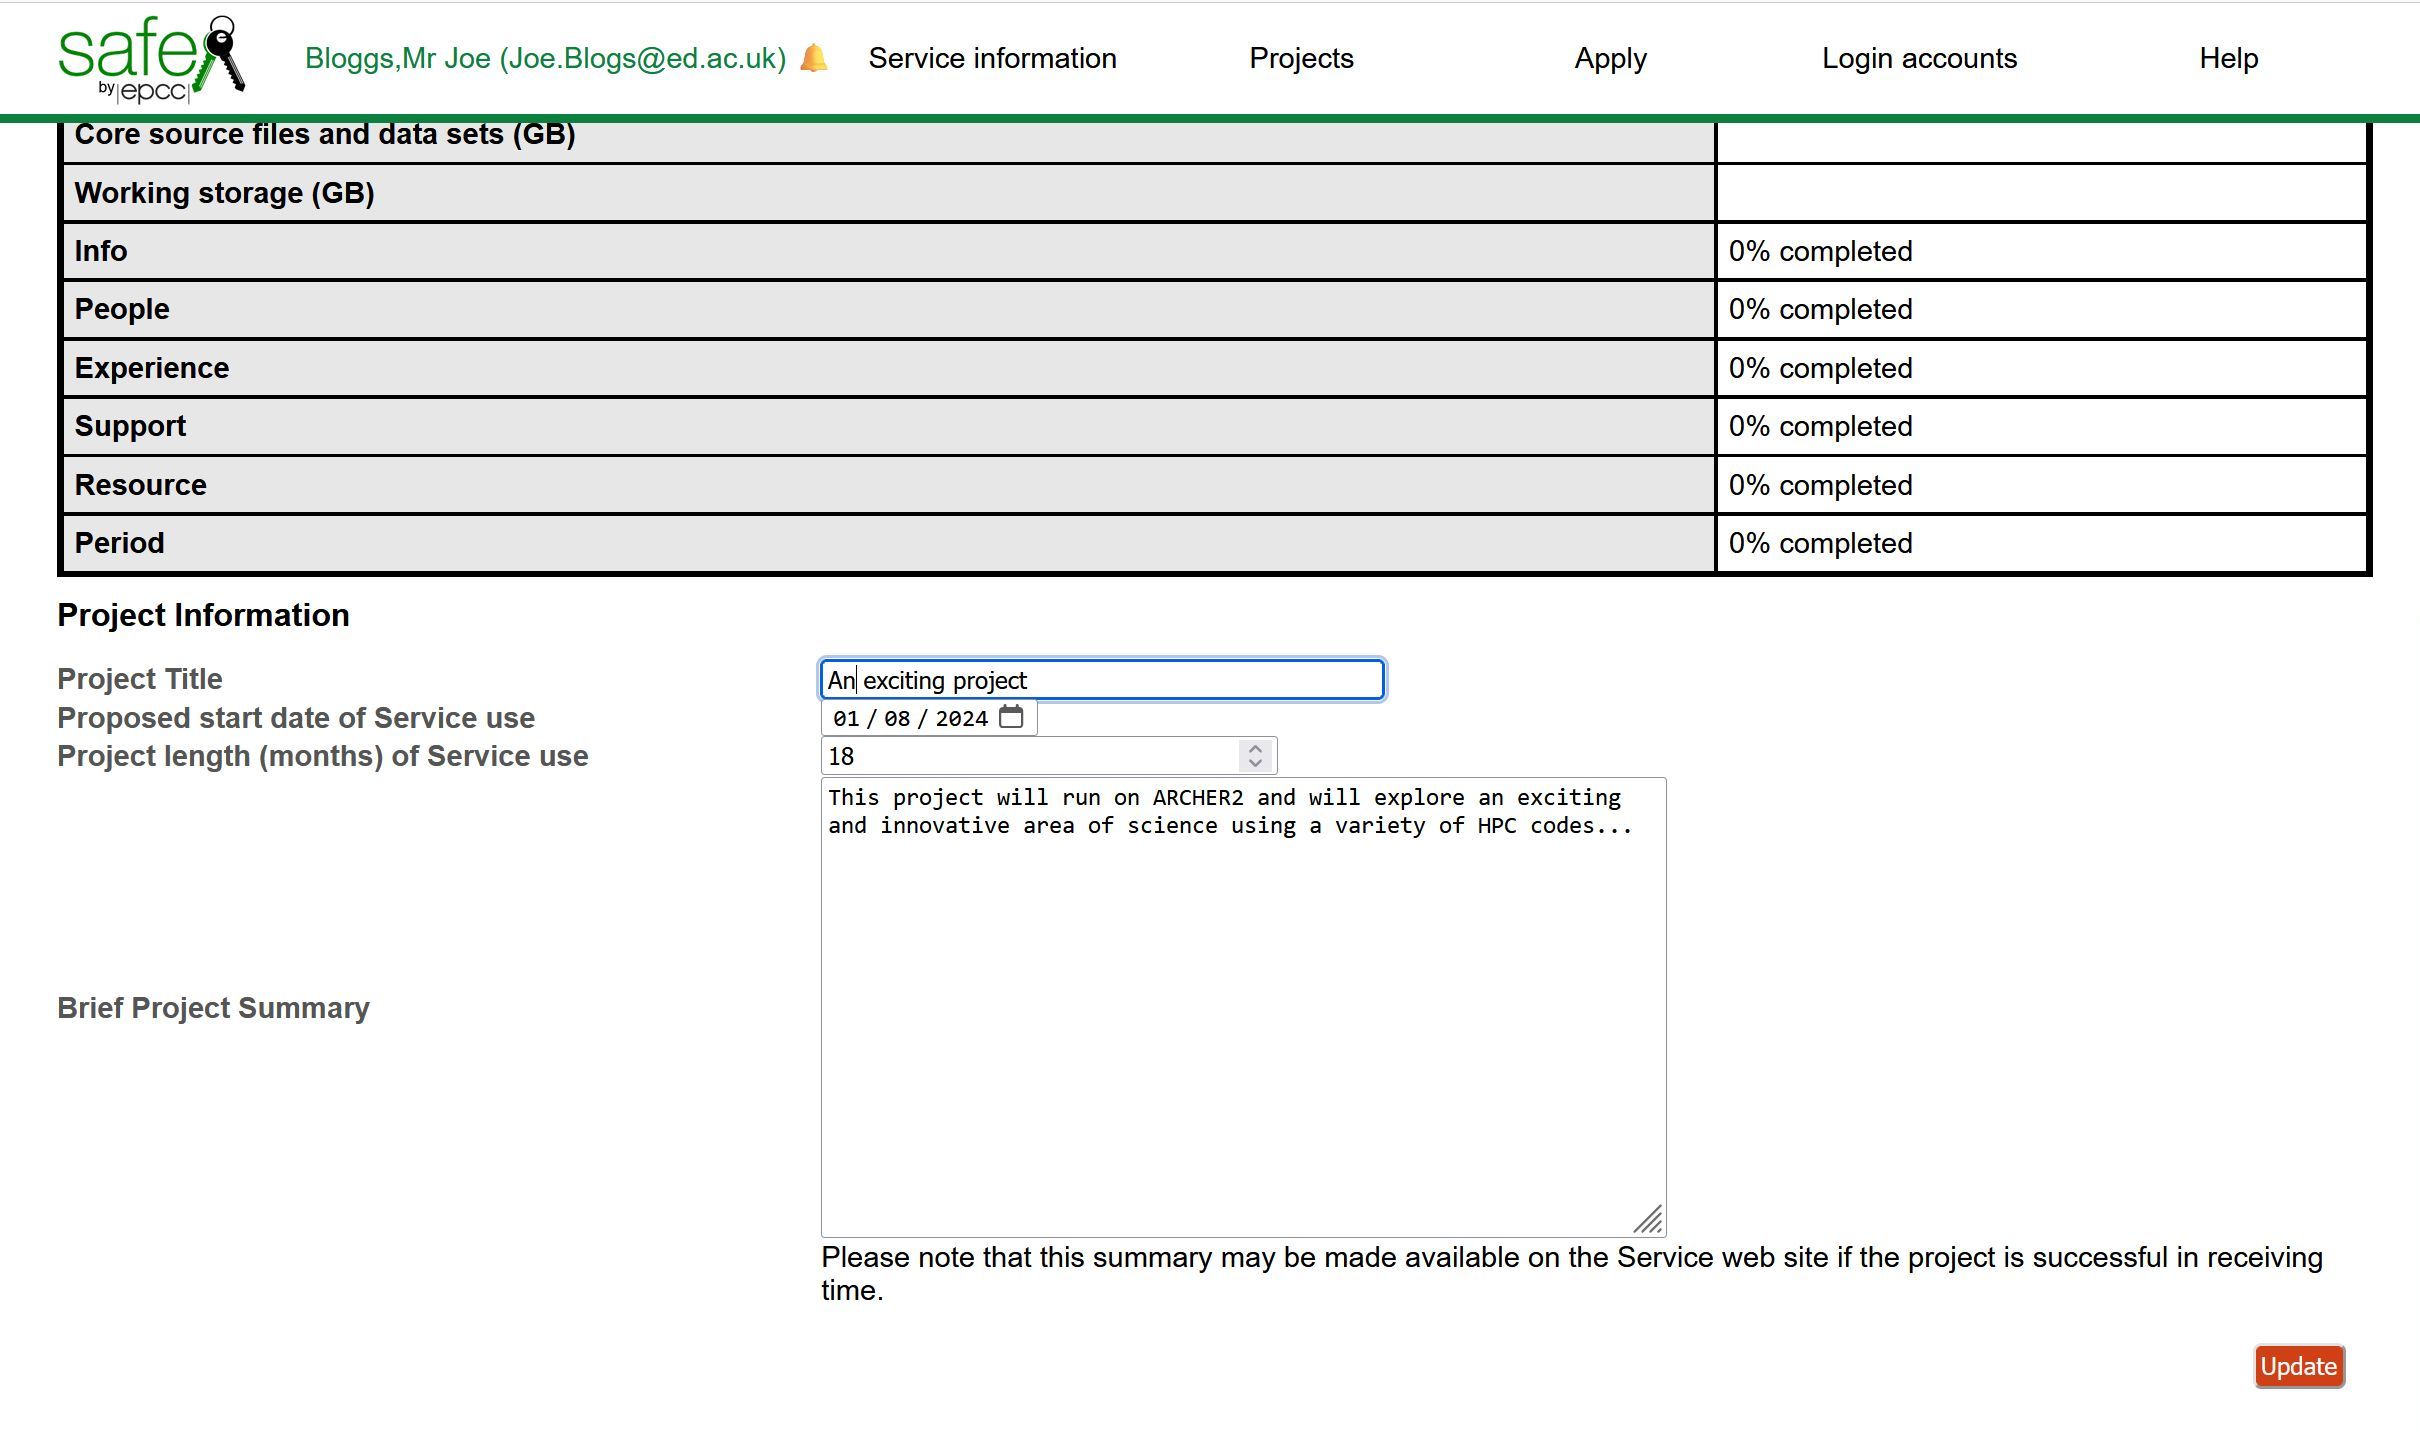 safe
by |epcc|
Bloggs,Mr Joe (Joe.Blogs@ed.ac.uk) Service information Projects Apply Login accounts Help
Core source files and data sets (GB)
Working storage (GB)
Info 0% completed
People 0% completed
Experience 0% completed
Support 0% completed
Resource 0% completed
Period 0% completed
Project Information
Project Title An exciting project
Proposed start date of Service use 01 / 08 / 2024
Project length (months) of Service use 18
This project will run on ARCHER2 and will explore an exciting
and innovative area of science using a variety of HPC codes...
Brief Project Summary
Please note that this summary may be made available on the Service web site if the project is successful in receiving
time.
Update